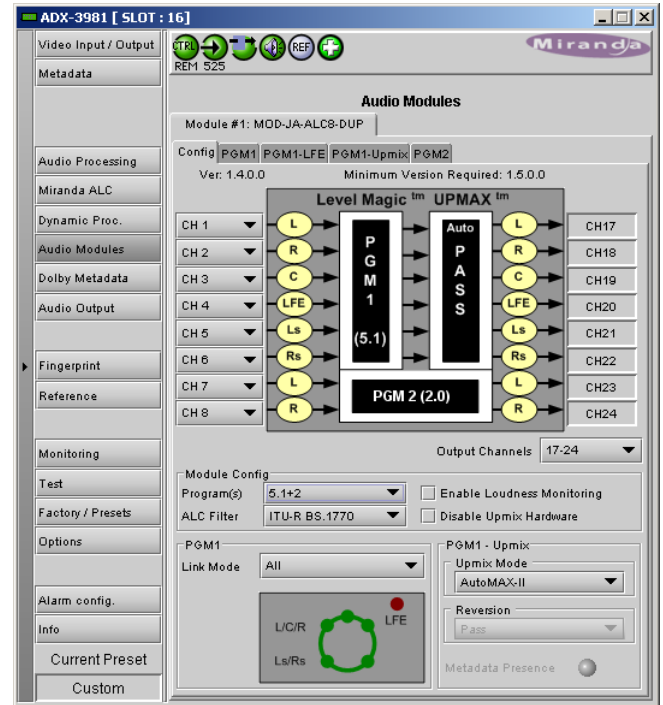 ADX-3981 [ SLOT : 16]
Video Input / Output
Metadata
Audio Processing
Miranda ALC
Dynamic Proc.
Audio Modules
Dolby Metadata
Audio Output
Fingerprint
Reference
Monitoring
Test
Factory / Presets
Options
Alarm config.
Info
Current Preset
Custom
CTRL
REF
REM 525
Miranda
Audio Modules
Module #1: MOD-JA-ALC8-DUP
Config PGM1 PGM1-LFE PGM1-Upmix PGM2
Ver: 1.4.0.0 Minimum Version Required: 1.5.0.0
Level Magic tm UPMAX tm
CH 1 L L CH17
CH 2 R R CH18
CH 3 C C CH19
CH 4 LFE LFE CH20
CH 5 Ls Ls CH21
CH 6 Rs Rs CH22
CH 7 L L CH23
CH 8 R R CH24
PGM1
(5.1)
Auto
PASS
PGM 2 (2.0)
Output Channels 17-24
Module Config
Program(s) 5.1+2 Enable Loudness Monitoring
ALC Filter ITU-R BS.1770 Disable Upmix Hardware
PGM1
Link Mode All
L/C/R
LFE
Ls/Rs
PGM1 - Upmix
Upmix Mode
AutoMAX-II
Reversion
Pass
Metadata Presence